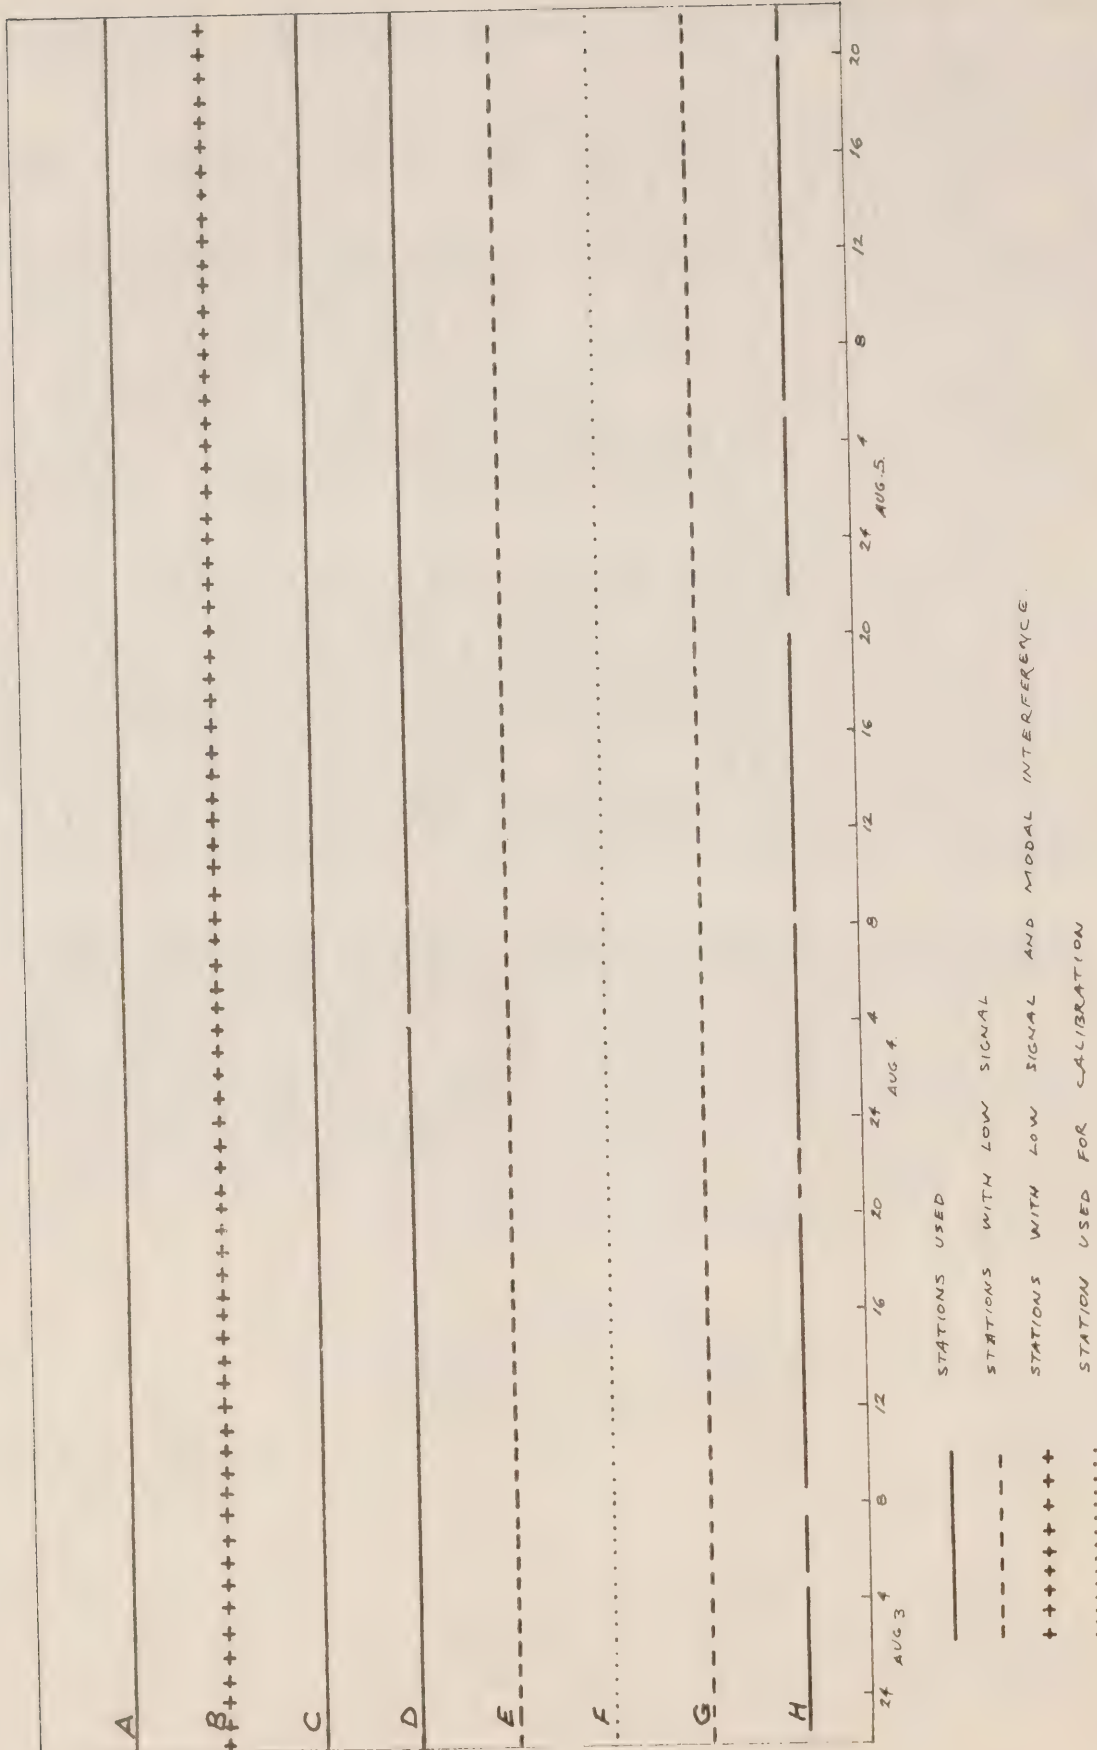 A
B
C
D
E
F
G
H
24 4 8 12 16 20 24 4 8 12 16 20 24 4 8 12 16 20
AUG 3 AUG 4. AUG. 5.
STATIONS USED
STATIONS WITH LOW SIGNAL
STATIONS WITH LOW SIGNAL AND MODAL INTERFERENCE.
STATION USED FOR CALIBRATION